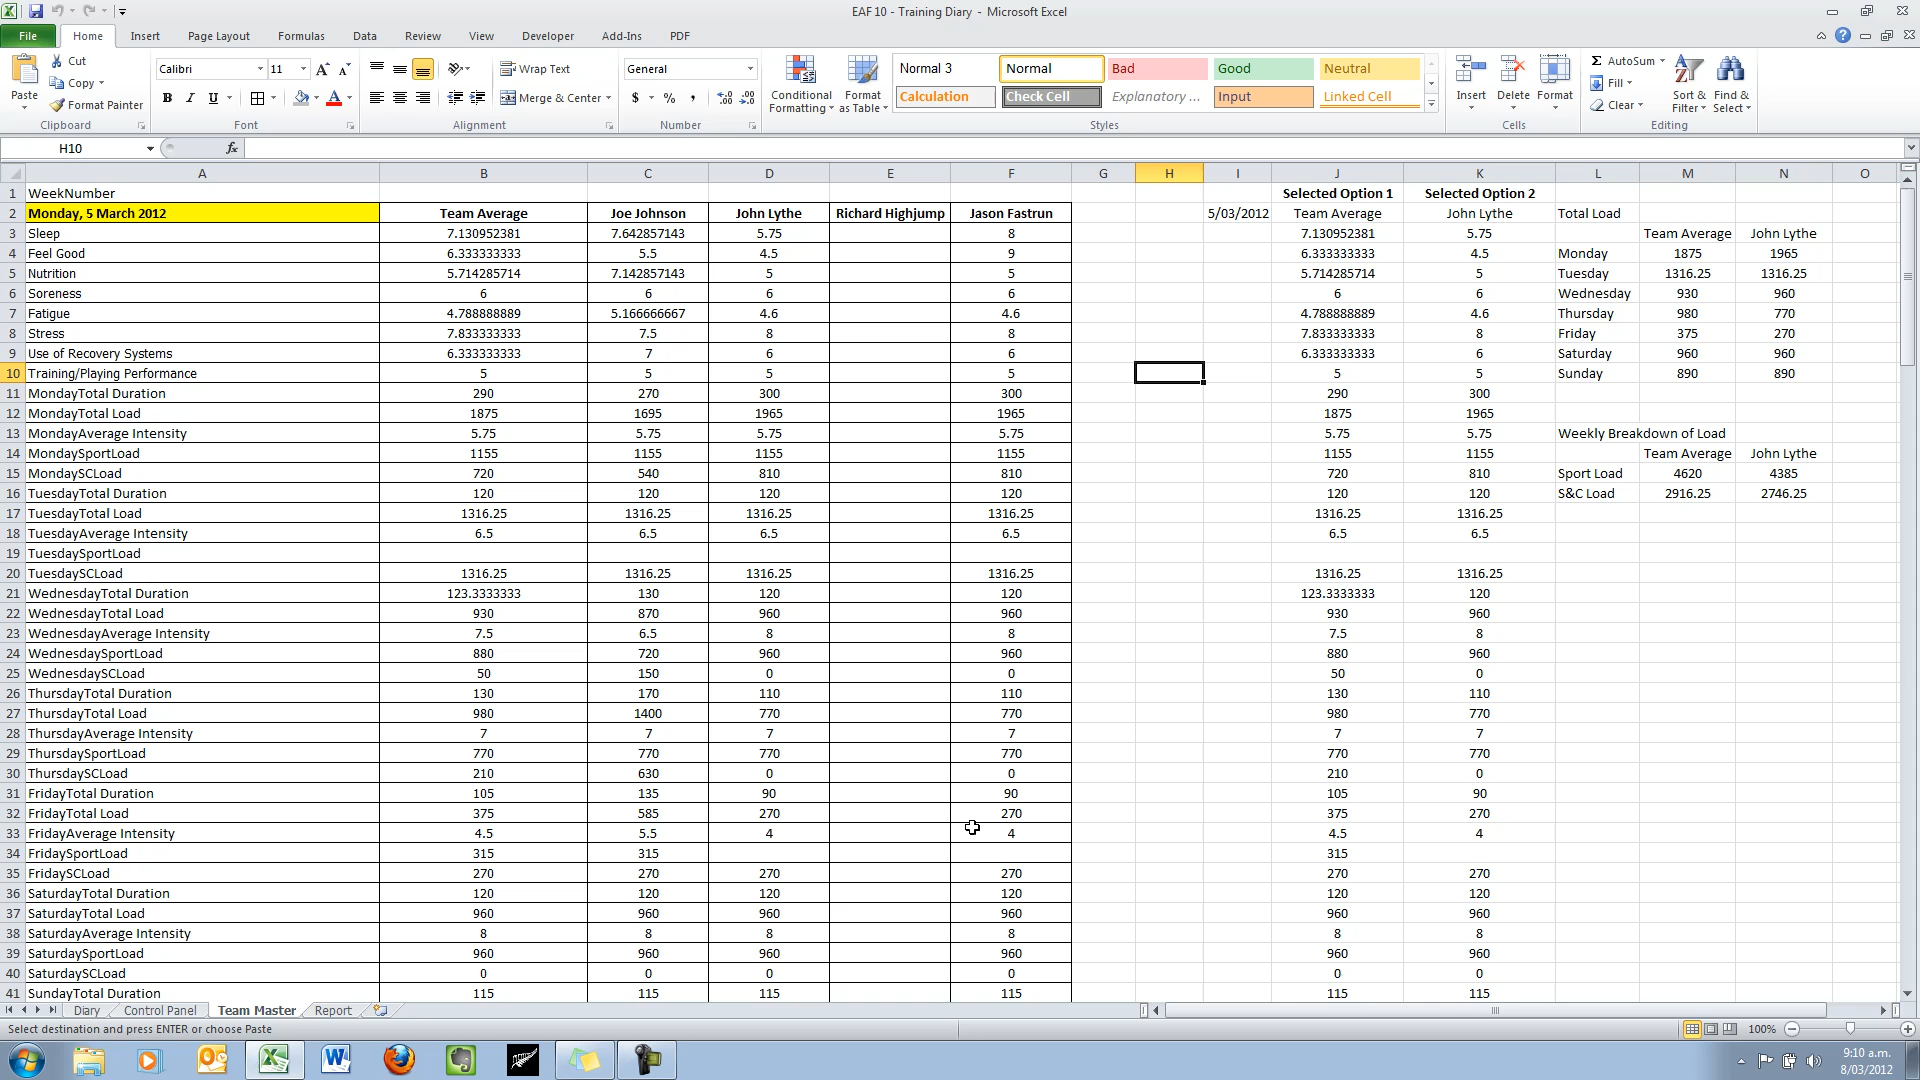 EAF 10 - Training Diary - Microsoft Excel
File Home Insert Page Layout Formulas Data Review View Developer Add-Ins PDF
Paste Cut Copy Format Painter Clipboard
Calibri 11 B I U Font
Wrap Text Merge & Center Alignment
General $ % , Number
Conditional Formatting Format as Table
Normal 3 Normal Bad Good Neutral
Calculation Check Cell Explanatory ... Input Linked Cell
Styles
Insert Delete Format Cells
Σ AutoSum Fill Clear Sort & Filter Find & Select Editing
H10 fx
A B C D E F G H I J K L M N O
1 WeekNumber Selected Option 1 Selected Option 2
2 Monday, 5 March 2012 Team Average Joe Johnson John Lythe Richard Highjump Jason Fastrun 5/03/2012 Team Average John Lythe Total Load
3 Sleep 7.130952381 7.642857143 5.75 8 7.130952381 5.75 Team Average John Lythe
4 Feel Good 6.333333333 5.5 4.5 9 6.333333333 4.5 Monday 1875 1965
5 Nutrition 5.714285714 7.142857143 5 5 5.714285714 5 Tuesday 1316.25 1316.25
6 Soreness 6 6 6 6 6 6 Wednesday 930 960
7 Fatigue 4.788888889 5.166666667 4.6 4.6 4.788888889 4.6 Thursday 980 770
8 Stress 7.833333333 7.5 8 8 7.833333333 8 Friday 375 270
9 Use of Recovery Systems 6.333333333 7 6 6 6.333333333 6 Saturday 960 960
10 Training/Playing Performance 5 5 5 5 5 5 Sunday 890 890
11 MondayTotal Duration 290 270 300 300 290 300
12 MondayTotal Load 1875 1695 1965 1965 1875 1965
13 MondayAverage Intensity 5.75 5.75 5.75 5.75 5.75 5.75 Weekly Breakdown of Load
14 MondaySportLoad 1155 1155 1155 1155 1155 1155 Team Average John Lythe
15 MondaySCLoad 720 540 810 810 720 810 Sport Load 4620 4385
16 TuesdayTotal Duration 120 120 120 120 120 120 S&C Load 2916.25 2746.25
17 TuesdayTotal Load 1316.25 1316.25 1316.25 1316.25 1316.25 1316.25
18 TuesdayAverage Intensity 6.5 6.5 6.5 6.5 6.5 6.5
19 TuesdaySportLoad
20 TuesdaySCLoad 1316.25 1316.25 1316.25 1316.25 1316.25 1316.25
21 WednesdayTotal Duration 123.3333333 130 120 120 123.3333333 120
22 WednesdayTotal Load 930 870 960 960 930 960
23 WednesdayAverage Intensity 7.5 6.5 8 8 7.5 8
24 WednesdaySportLoad 880 720 960 960 880 960
25 WednesdaySCLoad 50 150 0 0 50 0
26 ThursdayTotal Duration 130 170 110 110 130 110
27 ThursdayTotal Load 980 1400 770 770 980 770
28 ThursdayAverage Intensity 7 7 7 7 7 7
29 ThursdaySportLoad 770 770 770 770 770 770
30 ThursdaySCLoad 210 630 0 0 210 0
31 FridayTotal Duration 105 135 90 90 105 90
32 FridayTotal Load 375 585 270 270 375 270
33 FridayAverage Intensity 4.5 5.5 4 4 4.5 4
34 FridaySportLoad 315 315 315
35 FridaySCLoad 270 270 270 270 270 270
36 SaturdayTotal Duration 120 120 120 120 120 120
37 SaturdayTotal Load 960 960 960 960 960 960
38 SaturdayAverage Intensity 8 8 8 8 8 8
39 SaturdaySportLoad 960 960 960 960 960 960
40 SaturdaySCLoad 0 0 0 0 0 0
41 SundayTotal Duration 115 115 115 115 115 115
Diary Control Panel Team Master Report
Select destination and press ENTER or choose Paste 100%
9:10 a.m.
8/03/2012